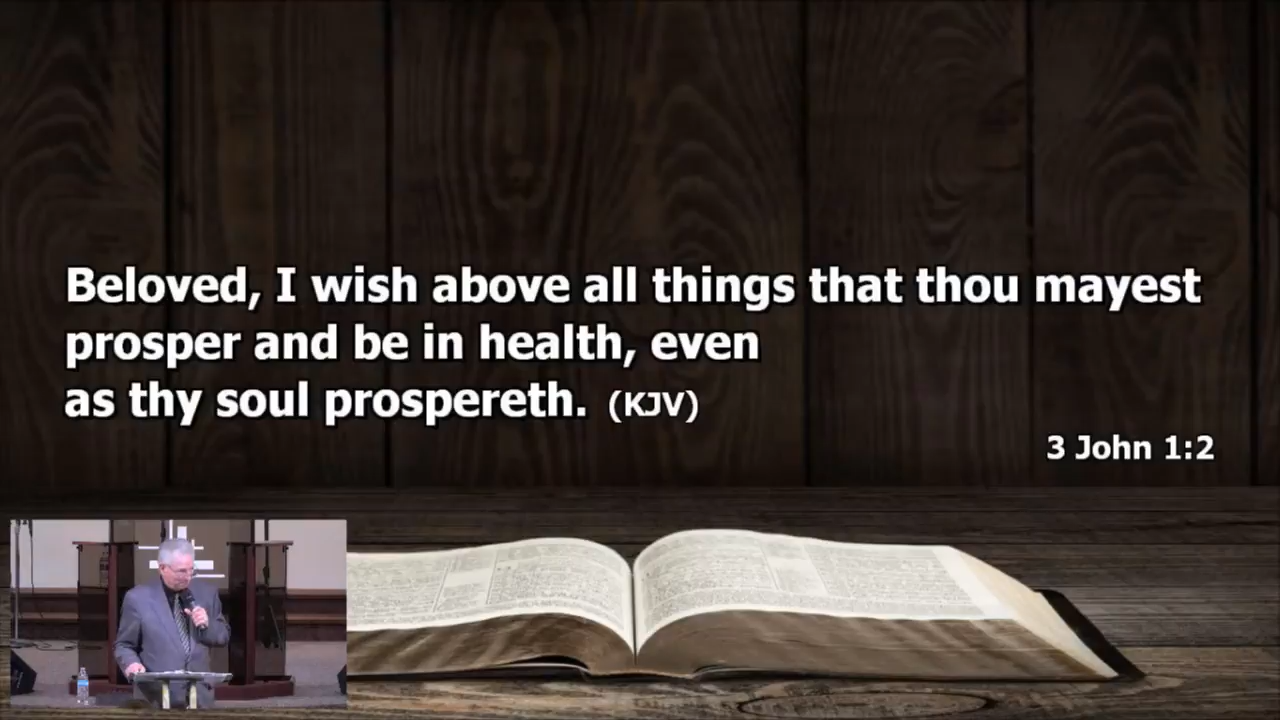 Beloved, I wish above all things that thou mayest
prosper and be in health, even
as thy soul prospereth. (KJV)
3 John 1:2